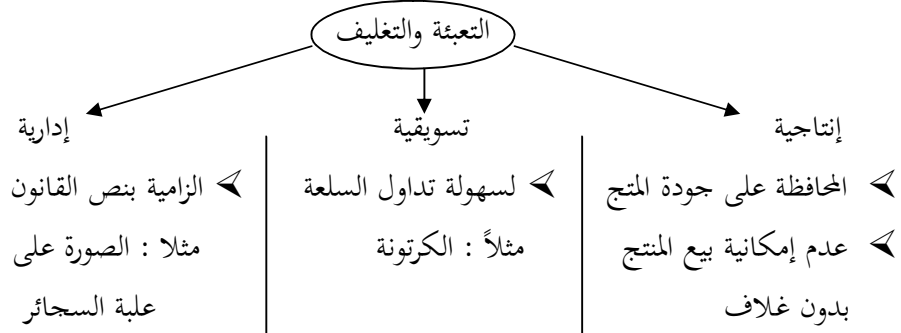 التعبئة والتغليف
إنتاجية
المحافظة على جودة المتج
عدم إمكانية بيع المنتج
بدون غلاف
تسويقية
لسهولة تداول السلعة
مثلاً : الكرتونة
إدارية
الزامية بنص القانون
مثلا : الصورة على
علبة السجائر